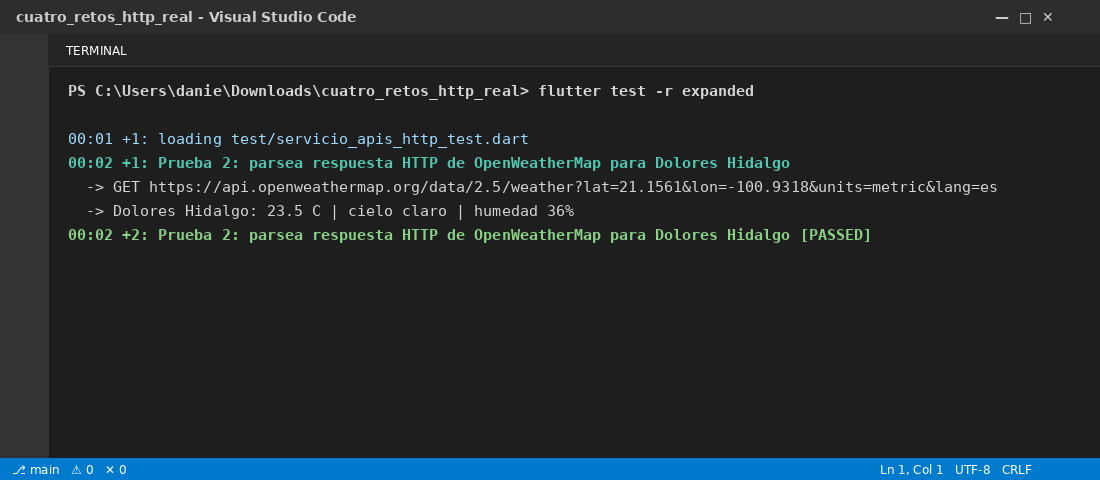 cuatro_retos_http_real - Visual Studio Code
TERMINAL
PS C:\Users\danie\Downloads\cuatro_retos_http_real> flutter test -r expanded
00:01 +1: loading test/servicio_apis_http_test.dart
00:02 +1: Prueba 2: parsea respuesta HTTP de OpenWeatherMap para Dolores Hidalgo
-> GET https://api.openweathermap.org/data/2.5/weather?lat=21.1561&lon=-100.9318&units=metric&lang=es
-> Dolores Hidalgo: 23.5 C | cielo claro | humedad 36%
00:02 +2: Prueba 2: parsea respuesta HTTP de OpenWeatherMap para Dolores Hidalgo [PASSED]
⎇ main ⚠ 0 ✕ 0 Ln 1, Col 1 UTF-8 CRLF